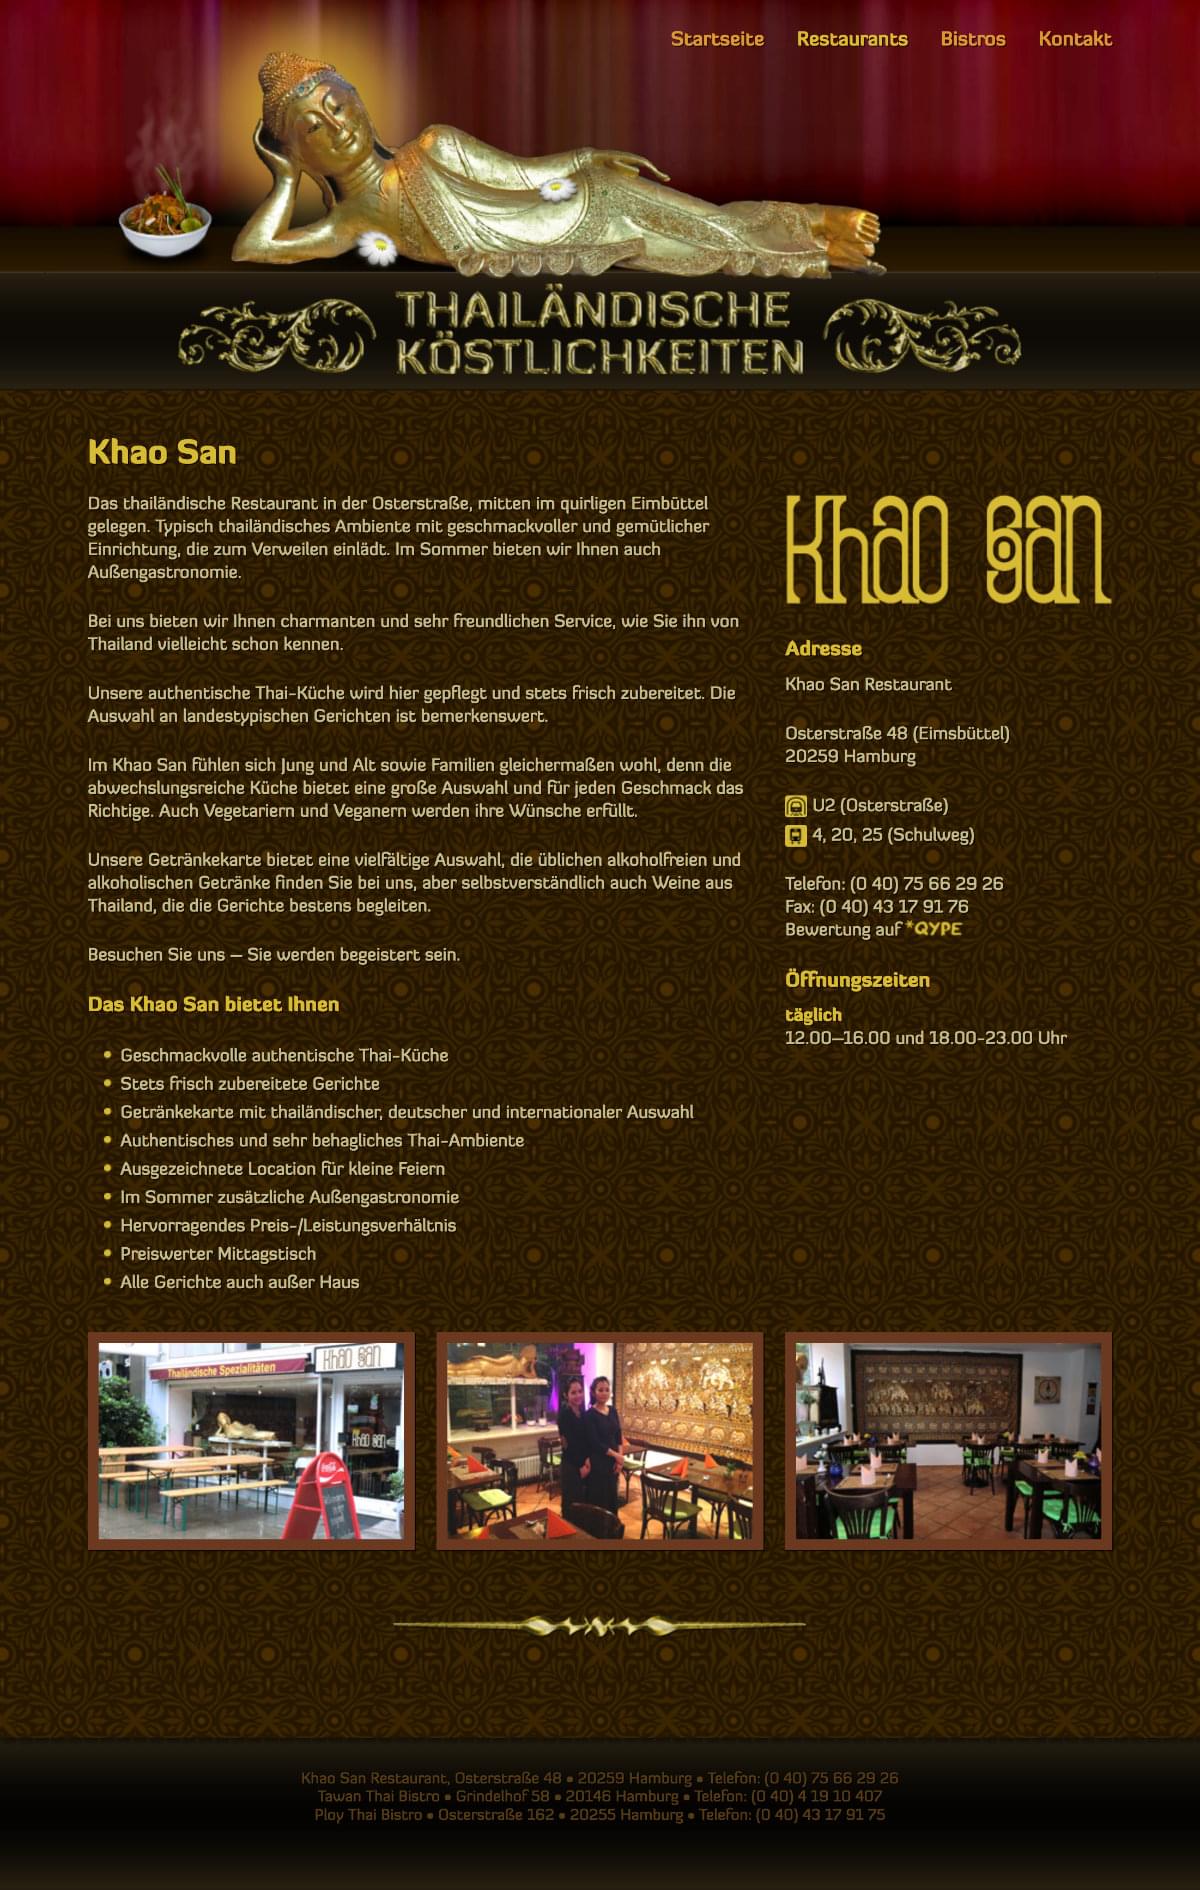 Startseite Restaurants Bistros Kontakt
THAILÄNDISCHE
KÖSTLICHKEITEN
Khao San
Das thailändische Restaurant in der Osterstraße, mitten im quirligen Eimbüttel
gelegen. Typisch thailändisches Ambiente mit geschmackvoller und gemütlicher
Einrichtung, die zum Verweilen einlädt. Im Sommer bieten wir Ihnen auch
Außengastronomie.
Bei uns bieten wir Ihnen charmanten und sehr freundlichen Service, wie Sie ihn von
Thailand vielleicht schon kennen.
Unsere authentische Thai-Küche wird hier gepflegt und stets frisch zubereitet. Die
Auswahl an landestypischen Gerichten ist bemerkenswert.
Im Khao San fühlen sich Jung und Alt sowie Familien gleichermaßen wohl, denn die
abwechslungsreiche Küche bietet eine große Auswahl und für jeden Geschmack das
Richtige. Auch Vegetariern und Veganern werden ihre Wünsche erfüllt.
Unsere Getränkekarte bietet eine vielfältige Auswahl, die üblichen alkoholfreien und
alkoholischen Getränke finden Sie bei uns, aber selbstverständlich auch Weine aus
Thailand, die die Gerichte bestens begleiten.
Besuchen Sie uns – Sie werden begeistert sein.
Das Khao San bietet Ihnen
• Geschmackvolle authentische Thai-Küche
• Stets frisch zubereitete Gerichte
• Getränkekarte mit thailändischer, deutscher und internationaler Auswahl
• Authentisches und sehr behagliches Thai-Ambiente
• Ausgezeichnete Location für kleine Feiern
• Im Sommer zusätzliche Außengastronomie
• Hervorragendes Preis-/Leistungsverhältnis
• Preiswerter Mittagstisch
• Alle Gerichte auch außer Haus
Khao San
Adresse
Khao San Restaurant
Osterstraße 48 (Eimsbüttel)
20259 Hamburg
U2 (Osterstraße)
4, 20, 25 (Schulweg)
Telefon: (0 40) 75 66 29 26
Fax: (0 40) 43 17 91 76
Bewertung auf *QYPE
Öffnungszeiten
täglich
12.00–16.00 und 18.00-23.00 Uhr
Thailändische Spezialitäten
Khao San
Khao San
Coca-Cola
Khao San Restaurant, Osterstraße 48 • 20259 Hamburg • Telefon: (0 40) 75 66 29 26
Tawan Thai Bistro • Grindelhof 58 • 20146 Hamburg • Telefon: (0 40) 4 19 10 407
Ploy Thai Bistro • Osterstraße 162 • 20255 Hamburg • Telefon: (0 40) 43 17 91 75